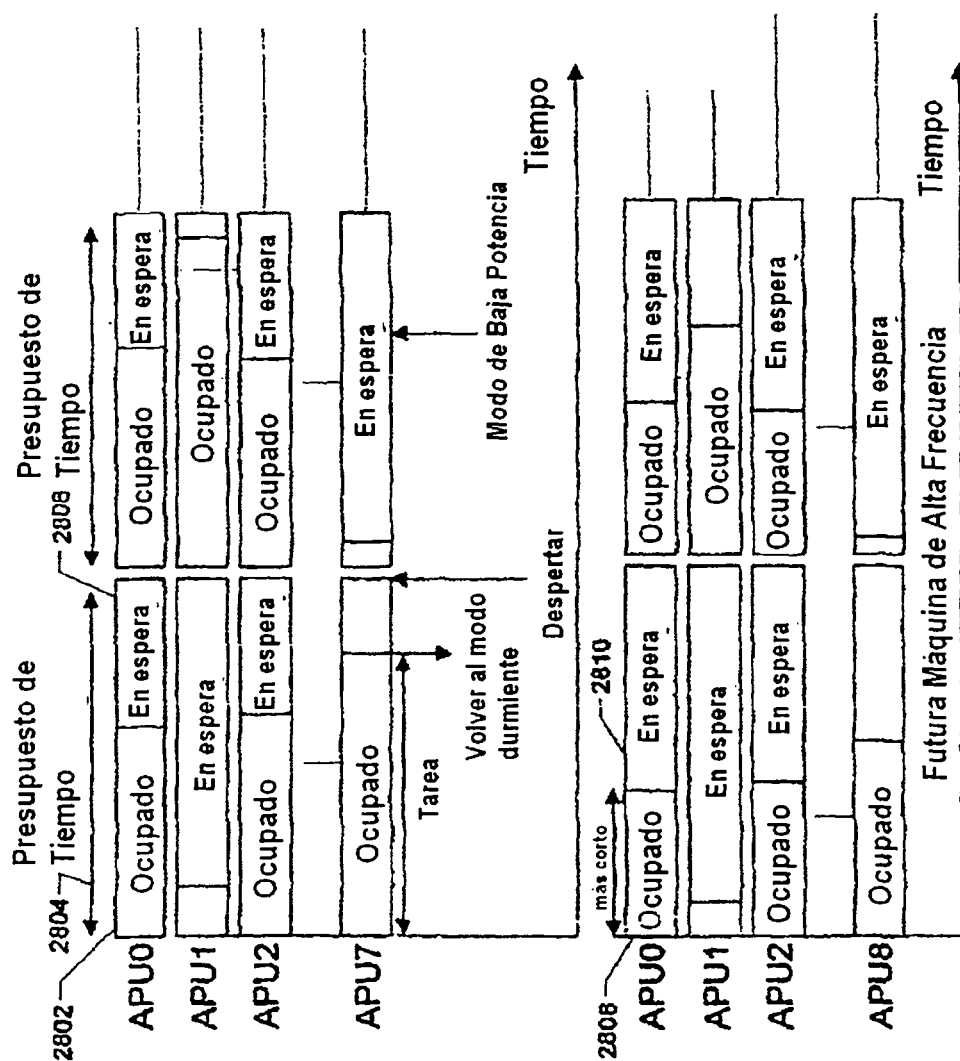 Presupuesto de
2804 Tiempo
Presupuesto de
2808 Tiempo
2802
APU0 Ocupado En espera Ocupado En espera
APU1 En espera Ocupado
APU2 Ocupado En espera Ocupado En espera
APU7 Ocupado En espera
Tarea
Volver al modo
durmiente
Despertar
Modo de Baja Potencia
Tiempo
más corto
2810
2808
APU0 Ocupado En espera Ocupado En espera
APU1 En espera Ocupado
APU2 Ocupado En espera Ocupado En espera
APU8 Ocupado En espera
Futura Máquina de Alta Frecuencia
Tiempo